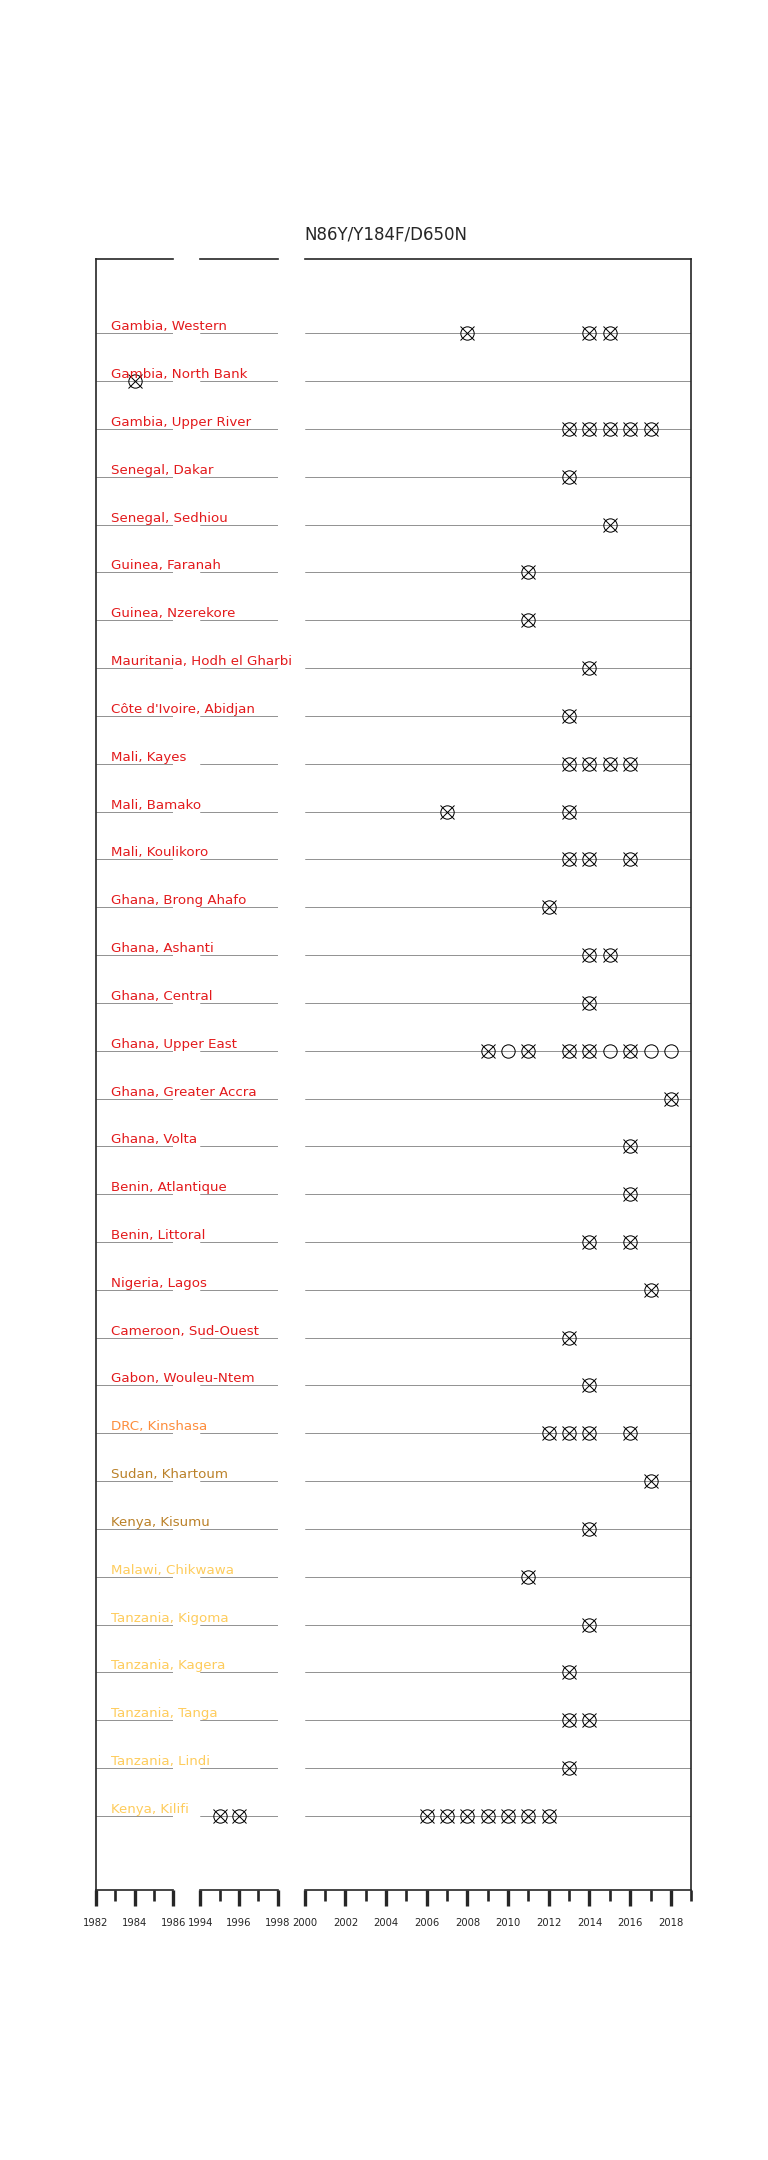 N86Y/Y184F/D650N
Gambia, Western
Gambia, North Bank
Gambia, Upper River
Senegal, Dakar
Senegal, Sedhiou
Guinea, Faranah
Guinea, Nzerekore
Mauritania, Hodh el Gharbi
Côte d'Ivoire, Abidjan
Mali, Kayes
Mali, Bamako
Mali, Koulikoro
Ghana, Brong Ahafo
Ghana, Ashanti
Ghana, Central
Ghana, Upper East
Ghana, Greater Accra
Ghana, Volta
Benin, Atlantique
Benin, Littoral
Nigeria, Lagos
Cameroon, Sud-Ouest
Gabon, Wouleu-Ntem
DRC, Kinshasa
Sudan, Khartoum
Kenya, Kisumu
Malawi, Chikwawa
Tanzania, Kigoma
Tanzania, Kagera
Tanzania, Tanga
Tanzania, Lindi
Kenya, Kilifi
1982 1984 1986 1994 1996 1998 2000 2002 2004 2006 2008 2010 2012 2014 2016 2018